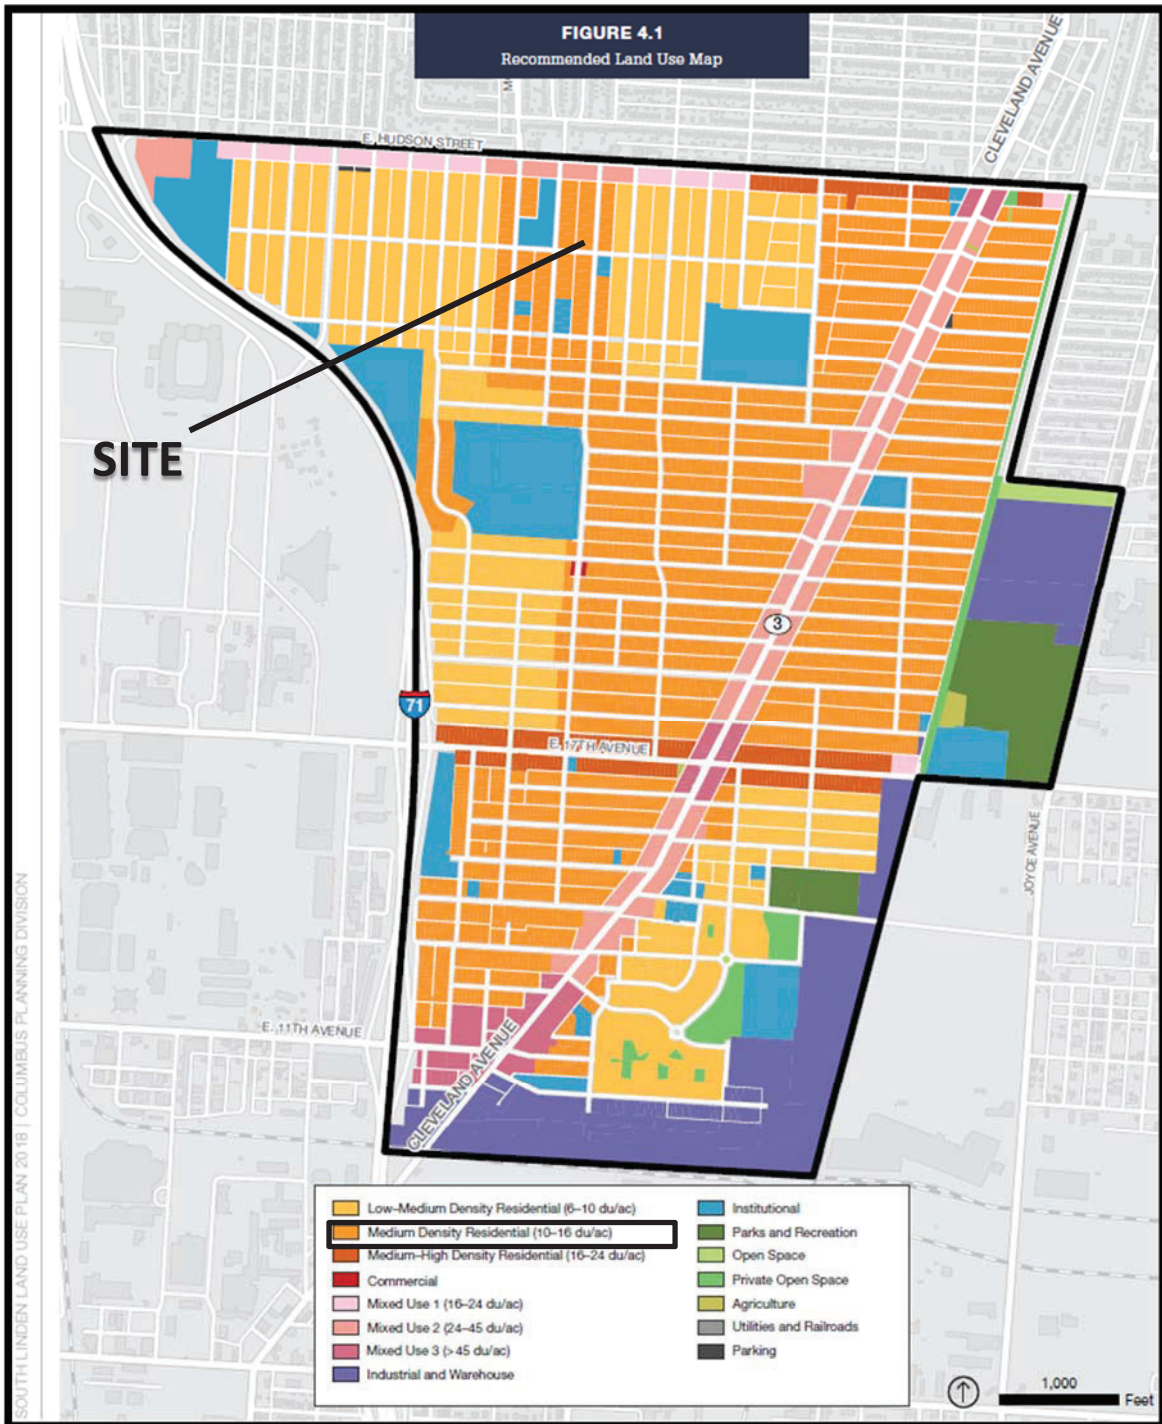 FIGURE 4.1
Recommended Land Use Map
CLEVELAND AVENUE
E. HUDSON STREET
SITE
3
71
E. 17TH AVENUE
JOYCE AVENUE
E. 11TH AVENUE
CLEVELAND AVENUE
SOUTH LINDEN LAND USE PLAN 2018 | COLUMBUS PLANNING DIVISION
Low–Medium Density Residential (6–10 du/ac)
Medium Density Residential (10–16 du/ac)
Medium–High Density Residential (16–24 du/ac)
Commercial
Mixed Use 1 (16–24 du/ac)
Mixed Use 2 (24–45 du/ac)
Mixed Use 3 (>45 du/ac)
Industrial and Warehouse
Institutional
Parks and Recreation
Open Space
Private Open Space
Agriculture
Utilities and Railroads
Parking
1,000
Feet